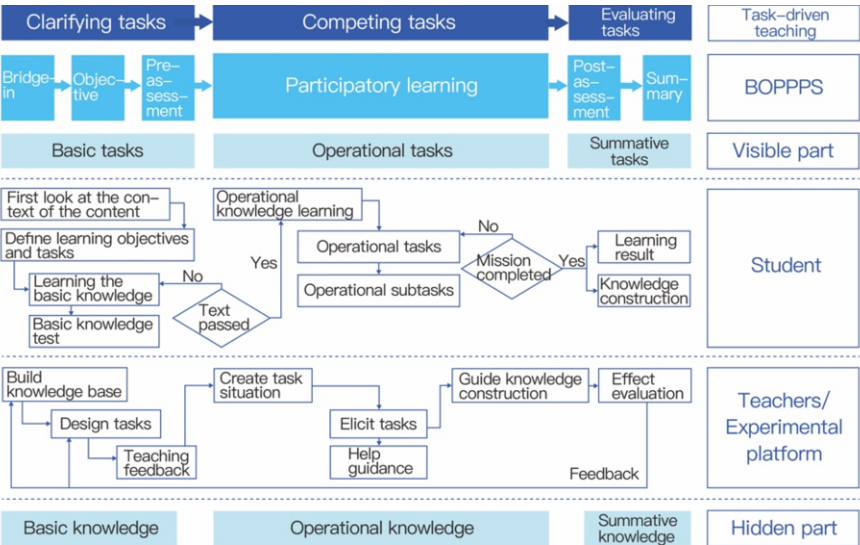 Clarifying tasks
Competing tasks
Evaluating
tasks
Task-driven
teaching
Bridge-
in
Objec-
tive
Pre-
as-
sess-
ment
Participatory learning
Post-
as-
sess-
ment
Sum-
mary
BOPPPS
Basic tasks
Operational tasks
Summative
tasks
Visible part
First look at the con-
text of the content
Define learning objectives
and tasks
Learning the
basic knowledge
Basic knowledge
test
No
Text
passed
Yes
Operational
knowledge learning
Operational tasks
Operational subtasks
No
Mission
completed
Yes
Learning
result
Knowledge
construction
Student
Build
knowledge base
Design tasks
Teaching
feedback
Create task
situation
Elicit tasks
Help
guidance
Guide knowledge
construction
Effect
evaluation
Feedback
Teachers/
Experimental
platform
Basic knowledge
Operational knowledge
Summative
knowledge
Hidden part